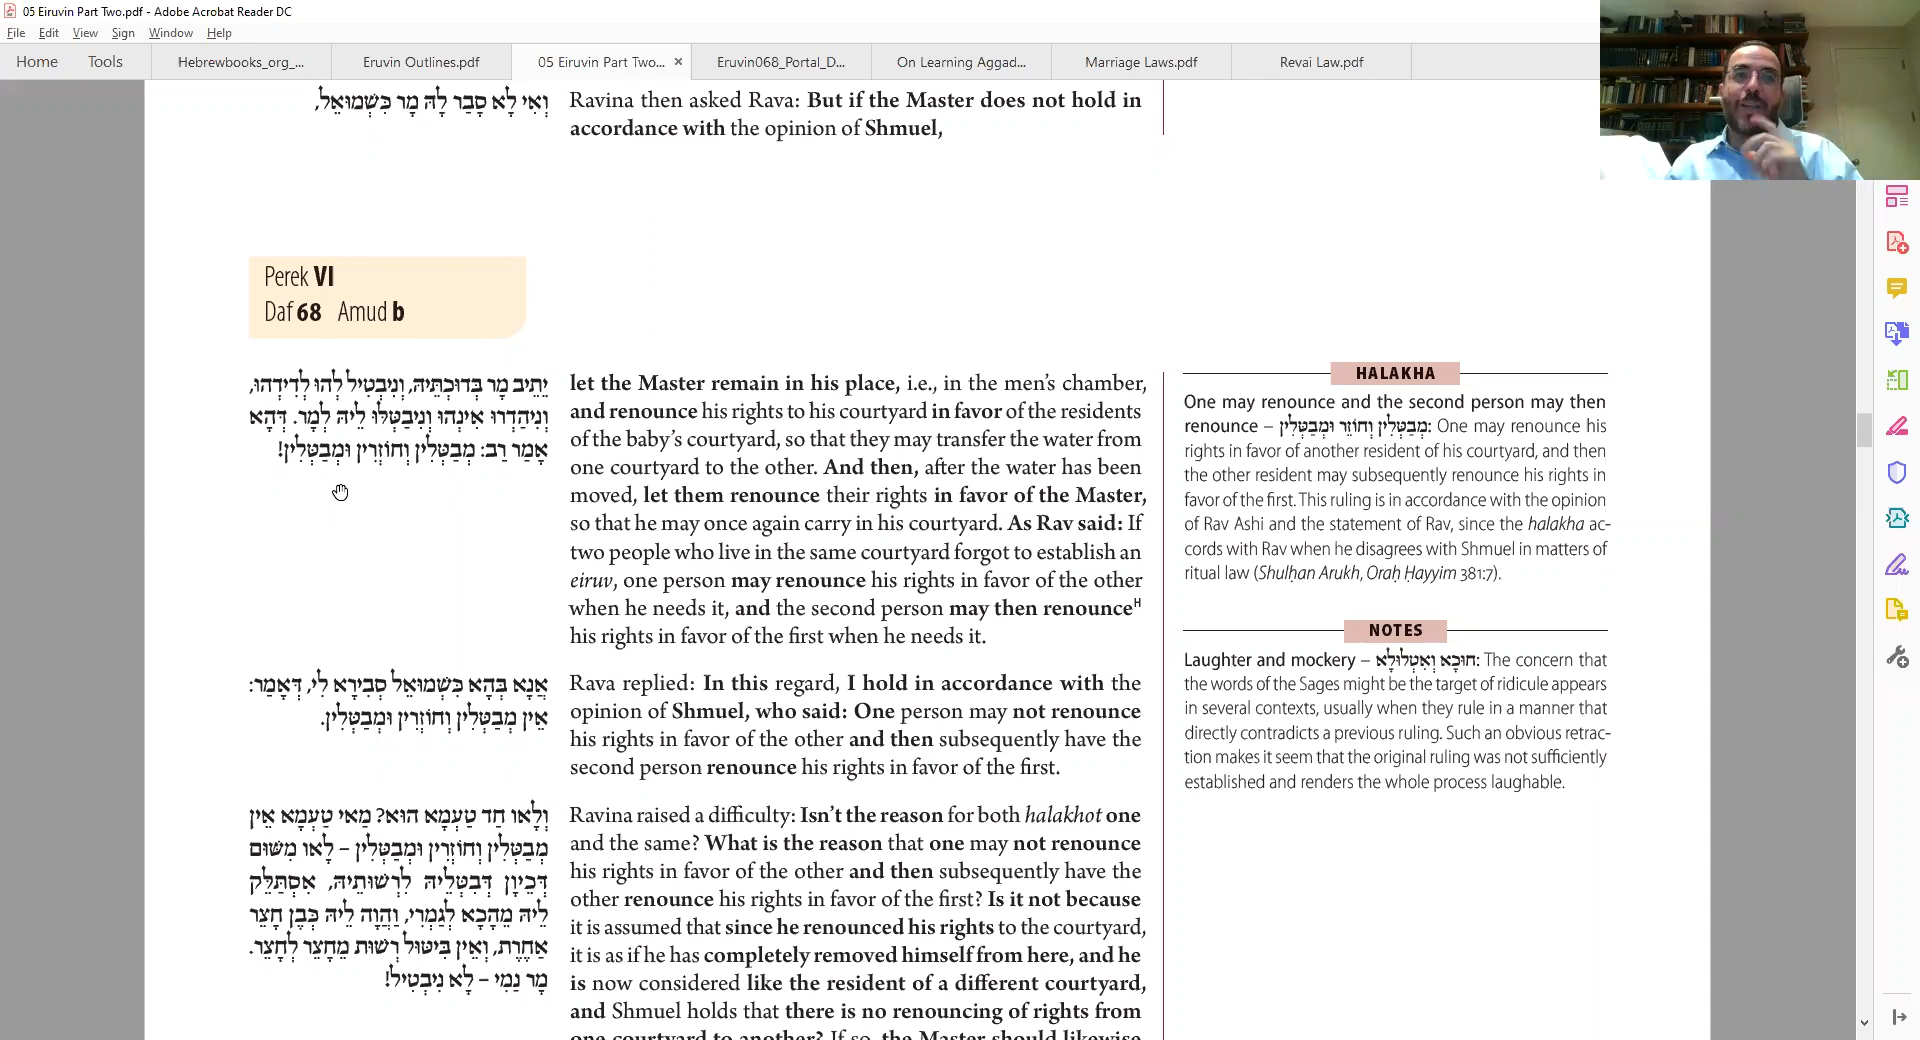 05 Eiruvin Part Two.pdf - Adobe Acrobat Reader DC
File Edit View Sign Window Help
Home Tools Hebrewbooks_org_... Eruvin Outlines.pdf 05 Eiruvin Part Two... × Eruvin068_Portal_D... On Learning Aggad... Marriage Laws.pdf Revai Law.pdf
וְאִי לָא סָבַר לָהּ מָר כִּשְׁמוּאֵל,
Ravina then asked Rava: But if the Master does not hold in
accordance with the opinion of Shmuel,
Perek VI
Daf 68 Amud b
יֵתֵיב מָר בְּדוּכְתֵּיהּ, וְנִיבְטֵיל לְהוּ לְדִידְהוּ,
וְנִיהַדְרוּ אִינְהוּ וְנִיבַטְּלוּ לֵיהּ לְמָר. דְּהָא
אָמַר רַב: מְבַטְּלִין וְחוֹזְרִין וּמְבַטְּלִין!
let the Master remain in his place, i.e., in the men's chamber,
and renounce his rights to his courtyard in favor of the residents
of the baby's courtyard, so that they may transfer the water from
one courtyard to the other. And then, after the water has been
moved, let them renounce their rights in favor of the Master,
so that he may once again carry in his courtyard. As Rav said: If
two people who live in the same courtyard forgot to establish an
eiruv, one person may renounce his rights in favor of the other
when he needs it, and the second person may then renounceH
his rights in favor of the first when he needs it.
אֲנָא בְּהָא כִּשְׁמוּאֵל סְבִירָא לִי, דְּאָמַר:
אֵין מְבַטְּלִין וְחוֹזְרִין וּמְבַטְּלִין.
Rava replied: In this regard, I hold in accordance with the
opinion of Shmuel, who said: One person may not renounce
his rights in favor of the other and then subsequently have the
second person renounce his rights in favor of the first.
וְלָאו חַד טַעְמָא הוּא? מַאי טַעְמָא אֵין
מְבַטְּלִין וְחוֹזְרִין וּמְבַטְּלִין – לָאו מִשּׁוּם
דְּכֵיוָן דְּבִטְּלֵיהּ לִרְשׁוּתֵיהּ, אִסְתַּלֵּק
לֵיהּ מֵהָכָא לְגַמְרֵי, וַהֲוָה לֵיהּ כְּבֶן חָצֵר
אַחֶרֶת, וְאֵין בִּיטּוּל רְשׁוּת מֵחָצֵר לְחָצֵר.
מָר נַמִי – לָא נִיבְטֵיל!
Ravina raised a difficulty: Isn't the reason for both halakhot one
and the same? What is the reason that one may not renounce
his rights in favor of the other and then subsequently have the
other renounce his rights in favor of the first? Is it not because
it is assumed that since he renounced his rights to the courtyard,
it is as if he has completely removed himself from here, and he
is now considered like the resident of a different courtyard,
and Shmuel holds that there is no renouncing of rights from
one courtyard to another? If so, the Master should likewise
HALAKHA
One may renounce and the second person may then
renounce – מְבַטְּלִין וְחוֹזֵר וּמְבַטְּלִין: One may renounce his
rights in favor of another resident of his courtyard, and then
the other resident may subsequently renounce his rights in
favor of the first. This ruling is in accordance with the opinion
of Rav Ashi and the statement of Rav, since the halakha ac-
cords with Rav when he disagrees with Shmuel in matters of
ritual law (Shulḥan Arukh, Oraḥ Ḥayyim 381:7).
NOTES
Laughter and mockery – חוּכָא וְאִטְלוּלָא: The concern that
the words of the Sages might be the target of ridicule appears
in several contexts, usually when they rule in a manner that
directly contradicts a previous ruling. Such an obvious retrac-
tion makes it seem that the original ruling was not sufficiently
established and renders the whole process laughable.